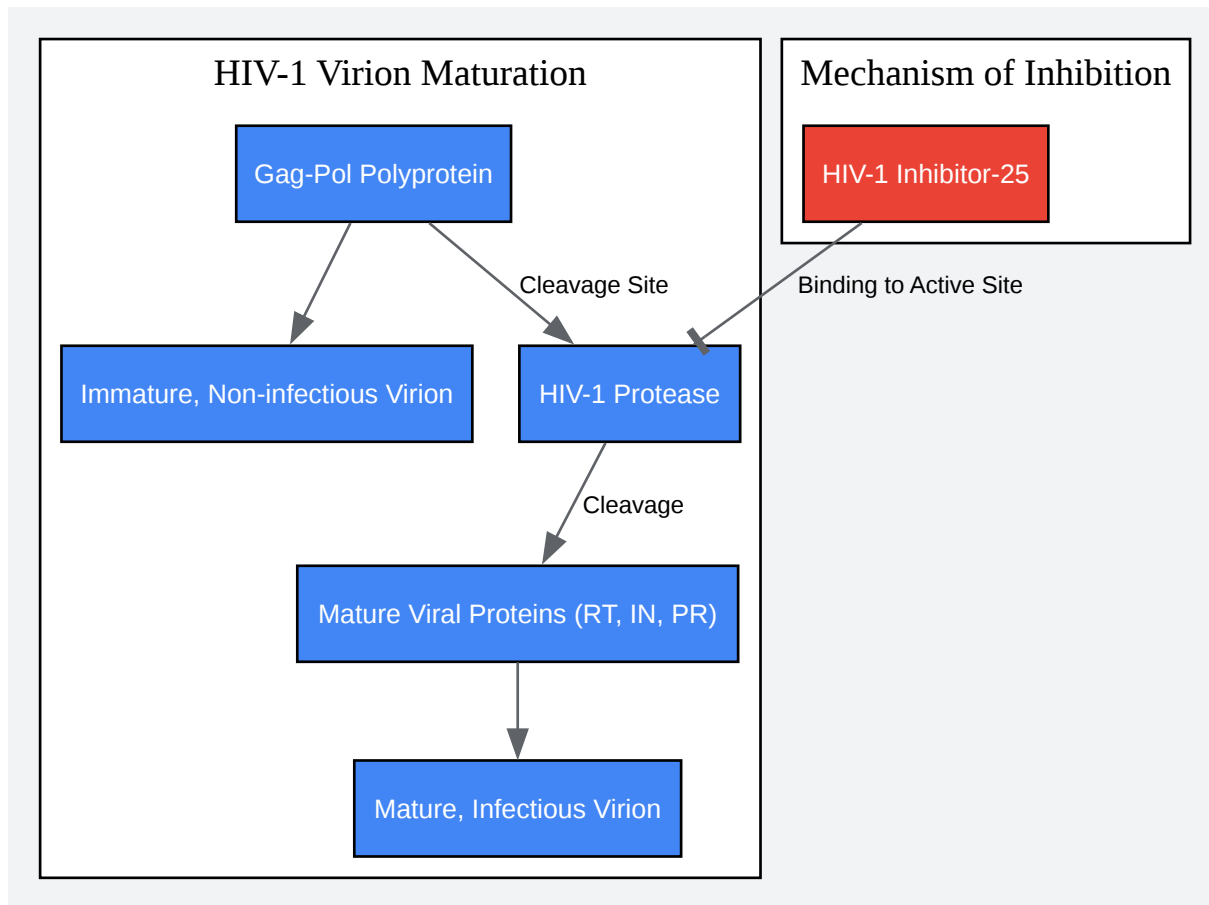 HIV-1 Virion Maturation
Mechanism of Inhibition
Gag-Pol Polyprotein
HIV-1 Inhibitor-25
Cleavage Site
Binding to Active Site
Immature, Non-infectious Virion
HIV-1 Protease
Cleavage
Mature Viral Proteins (RT, IN, PR)
Mature, Infectious Virion